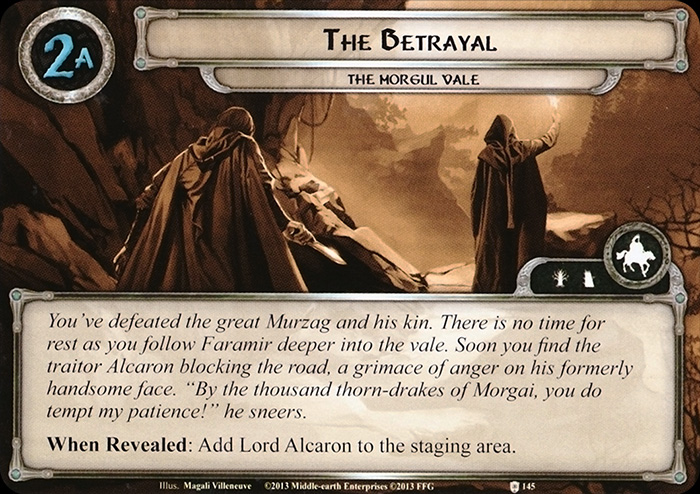 2A
THE BETRAYAL
THE MORGUL VALE
You've defeated the great Murzag and his kin. There is no time for
rest as you follow Faramir deeper into the vale. Soon you find the
traitor Alcaron blocking the road, a grimace of anger on his formerly
handsome face. “By the thousand thorn-drakes of Morgai, you do
tempt my patience!” he sneers.
When Revealed: Add Lord Alcaron to the staging area.
Illus. Magali Villeneuve ©2013 Middle-earth Enterprises ©2013 FFG 145